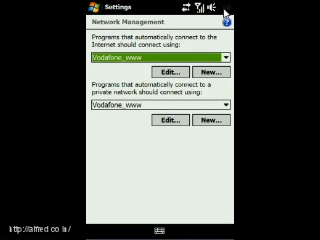 Settings
Network Management
Programs that automatically connect to the
Internet should connect using:
Vodafone_www
Edit... New...
Programs that automatically connect to a
private network should connect using:
Vodafone_www
Edit... New...
http://alfred.co.in/